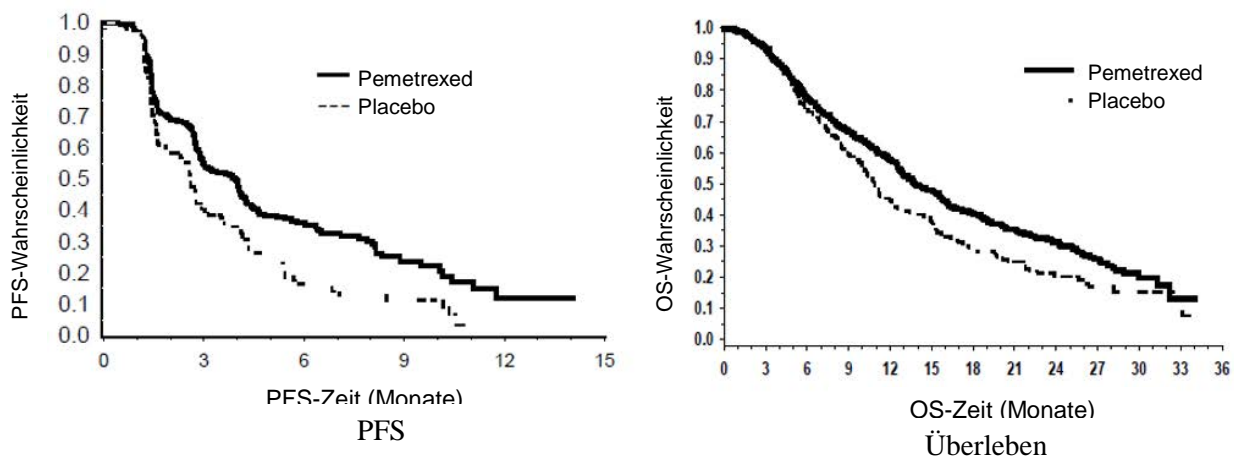 PFS-Wahrscheinlichkeit
1.0
0.9
0.8
0.7
0.6
0.5
0.4
0.3
0.2
0.1
0.0
Pemetrexed
Placebo
0 3 6 9 12 15
PFS-Zeit (Monate)
PFS
OS-Wahrscheinlichkeit
1.0
0.9
0.8
0.7
0.6
0.5
0.4
0.3
0.2
0.1
0.0
Pemetrexed
Placebo
0 3 6 9 12 15 18 21 24 27 30 33 36
OS-Zeit (Monate)
Überleben